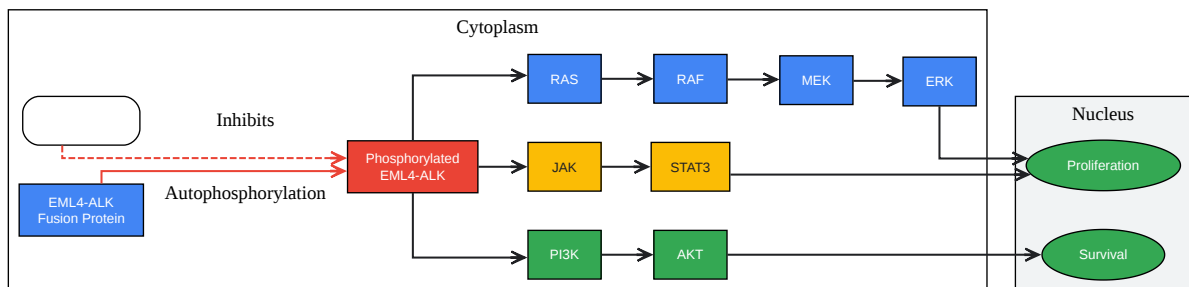 Cytoplasm
RAS
RAF
MEK
ERK
Inhibits
Nucleus
Phosphorylated
EML4-ALK
JAK
STAT3
Proliferation
Autophosphorylation
EML4-ALK
Fusion Protein
PI3K
AKT
Survival